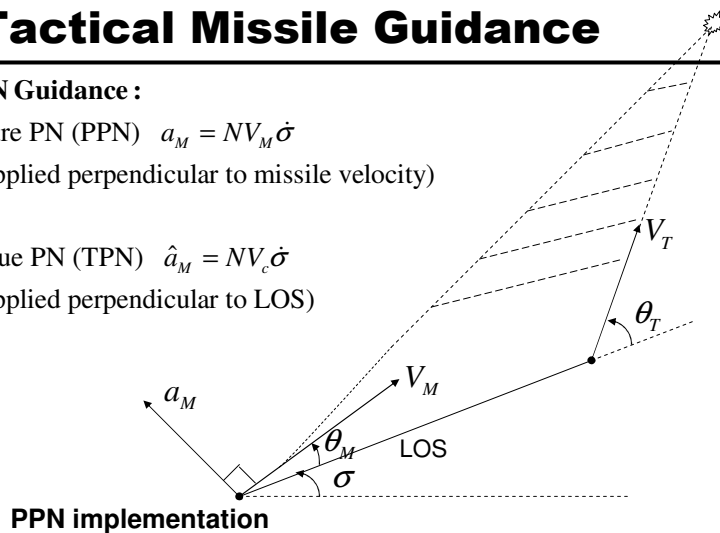 Tactical Missile Guidance
N Guidance :
re PN (PPN) a_M = NV_M σ̇
pplied perpendicular to missile velocity)
ue PN (TPN) â_M = NV_c σ̇
pplied perpendicular to LOS)
V_T
θ_T
V_M
a_M
θ_M
LOS
σ
PPN implementation